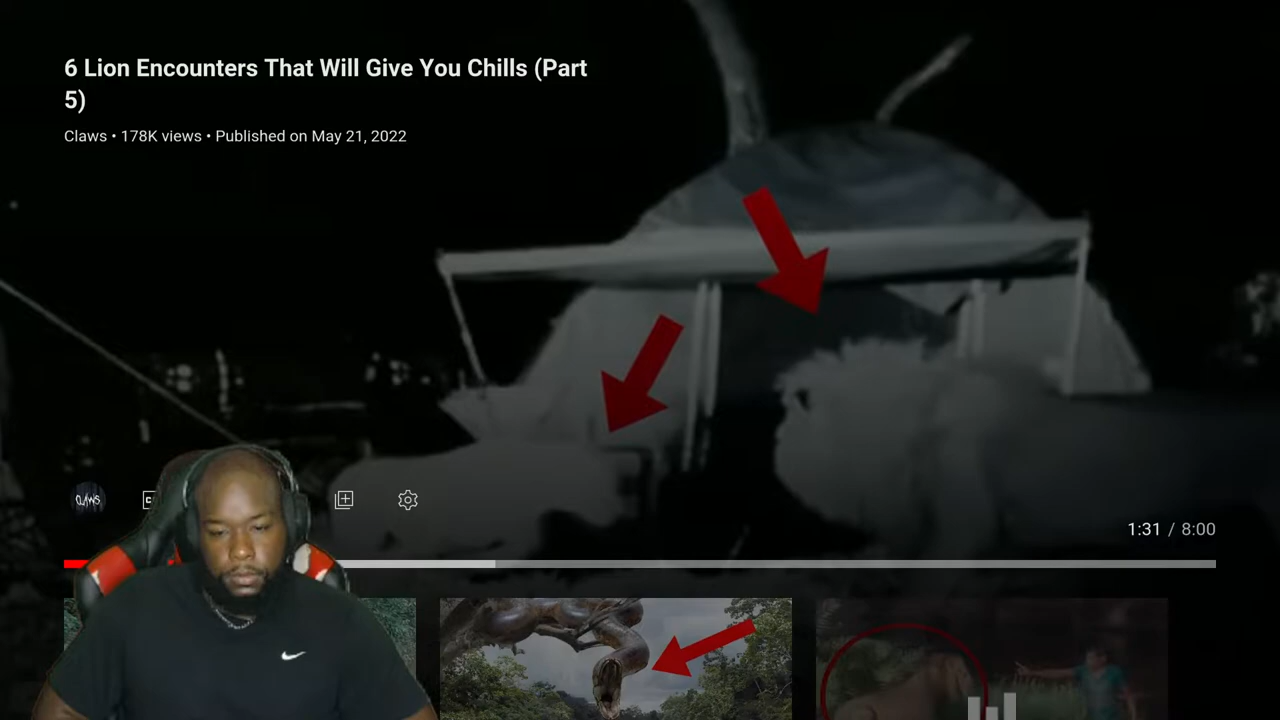 6 Lion Encounters That Will Give You Chills (Part
5)
Claws • 178K views • Published on May 21, 2022
CLAWS
1:31 / 8:00